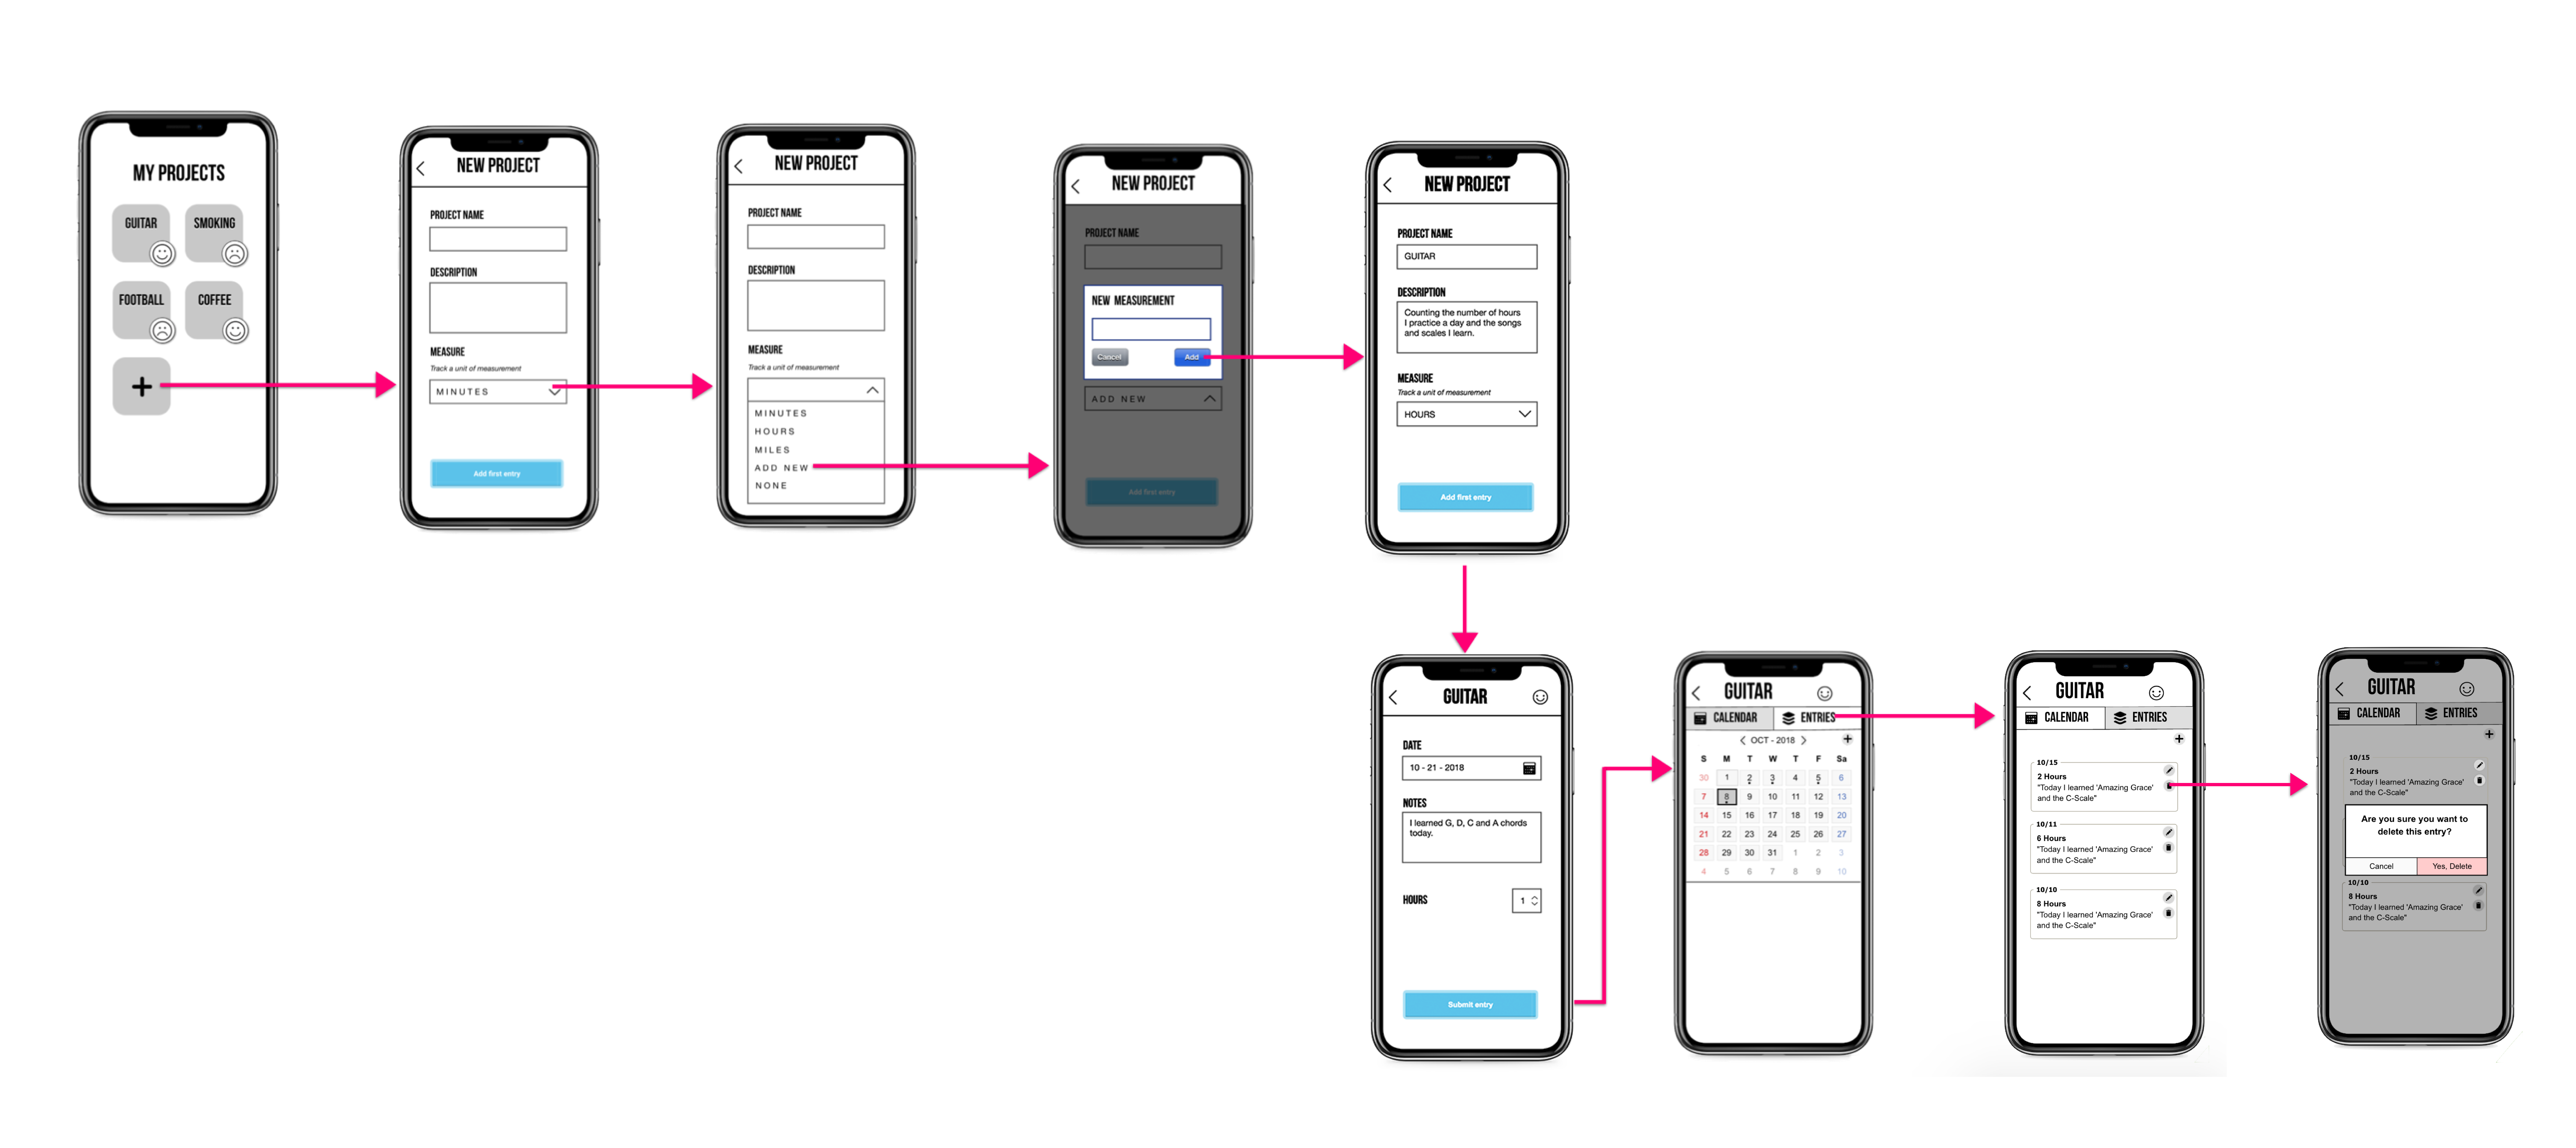 MY PROJECTS
GUITAR
SMOKING
FOOTBALL
COFFEE
+
NEW PROJECT
PROJECT NAME
DESCRIPTION
MEASURE
Track a unit of measurement
MINUTES
Add first entry
NEW PROJECT
PROJECT NAME
DESCRIPTION
MEASURE
Track a unit of measurement
MINUTES
HOURS
MILES
ADD NEW
NONE
NEW PROJECT
PROJECT NAME
NEW MEASUREMENT
Cancel
Add
ADD NEW
Add first entry
NEW PROJECT
PROJECT NAME
GUITAR
DESCRIPTION
Counting the number of hours
I practice a day and the songs
and scales I learn.
MEASURE
Track a unit of measurement
HOURS
Add first entry
GUITAR
DATE
10 - 21 - 2018
NOTES
I learned G, D, C and A chords
today.
HOURS
1
Submit entry
GUITAR
CALENDAR
ENTRIES
OCT - 2018
+
S M T W T F Sa
30 1 2 3 4 5 6
7 8 9 10 11 12 13
14 15 16 17 18 19 20
21 22 23 24 25 26 27
28 29 30 31 1 2 3
4 5 6 7 8 9 10
GUITAR
CALENDAR
ENTRIES
+
10/15
2 Hours
"Today I learned 'Amazing Grace'
and the C-Scale"
10/11
6 Hours
"Today I learned 'Amazing Grace'
and the C-Scale"
10/10
8 Hours
"Today I learned 'Amazing Grace'
and the C-Scale"
GUITAR
CALENDAR
ENTRIES
+
10/15
2 Hours
"Today I learned 'Amazing Grace'
and the C-Scale"
Are you sure you want to
delete this entry?
Cancel
Yes, Delete
10/10
8 Hours
"Today I learned 'Amazing Grace'
and the C-Scale"